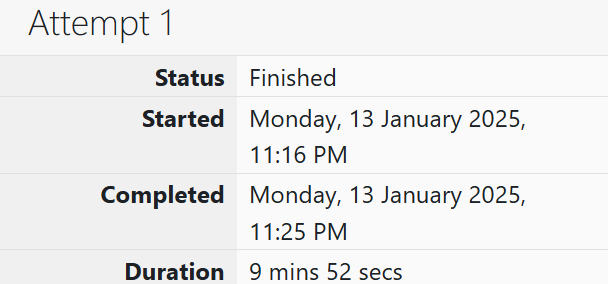 Attempt 1
Status Finished
Started Monday, 13 January 2025,
11:16 PM
Completed Monday, 13 January 2025,
11:25 PM
Duration 9 mins 52 secs